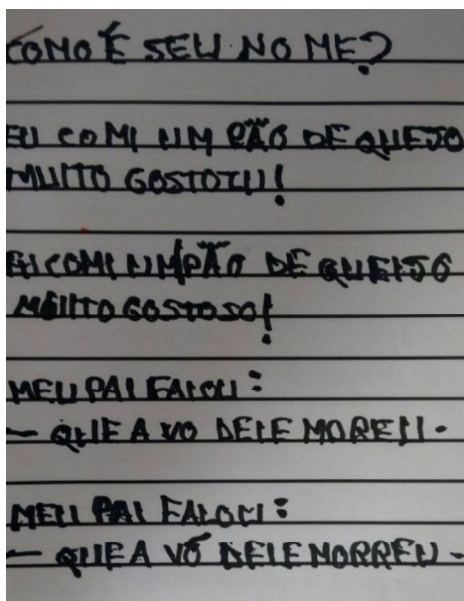 COMO É SEU NOME?
EU COMI UM PÃO DE QUEJO
MUITO GOSTOZU!
EU COMI UM PÃO DE QUEIJO
MUITO GOSTOSO!
MEU PAI FALOU:
— QUE A VO DELE MOREU.
MEU PAI FALOU:
— QUE A VÓ DELE MORREU.